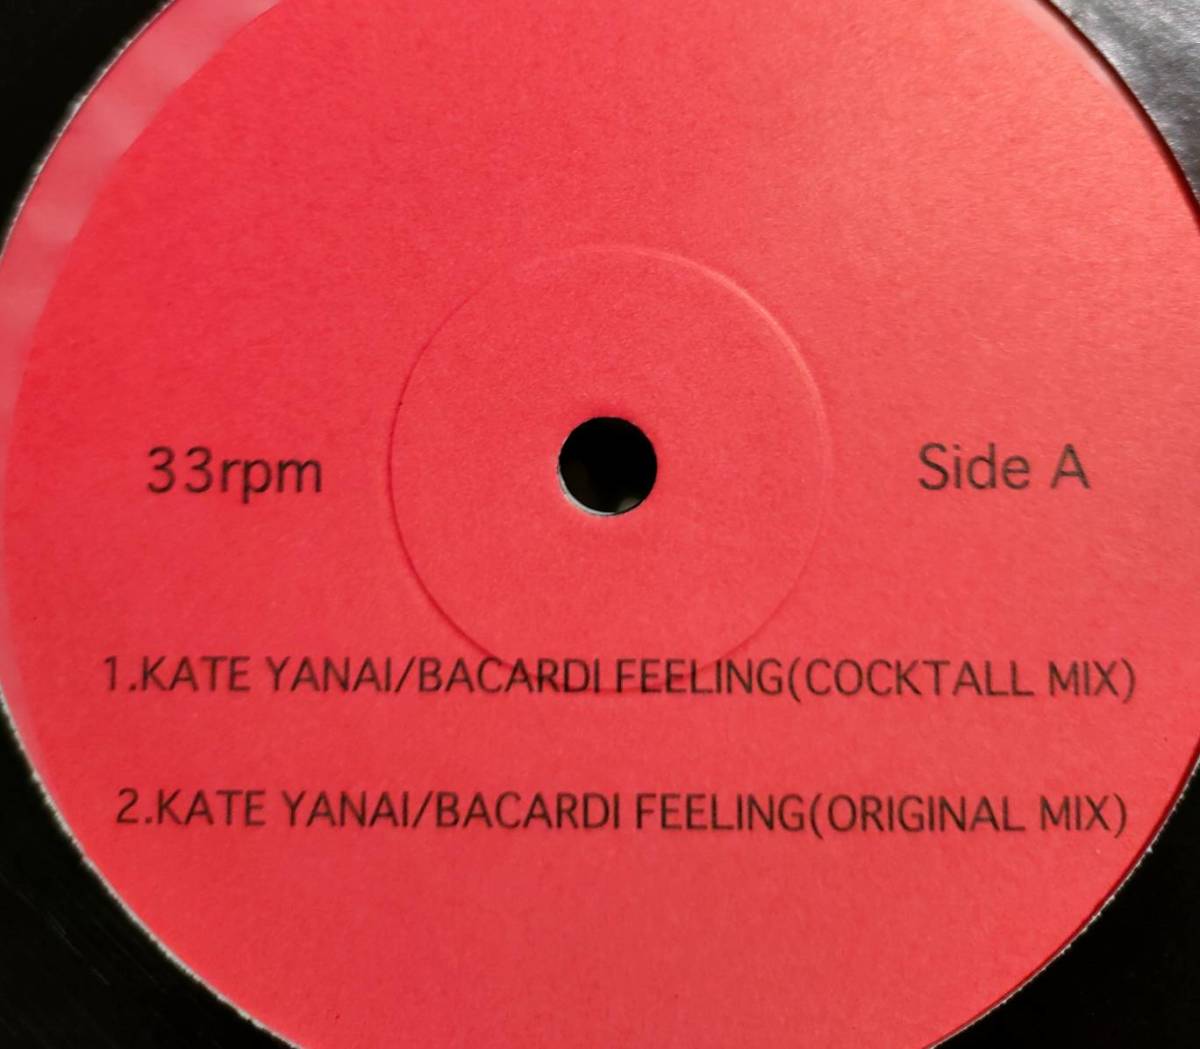 33rpm
Side A
1.KATE YANAI/BACARDI FEELING(COCKTALL MIX)
2.KATE YANAI/BACARDI FEELING(ORIGINAL MIX)